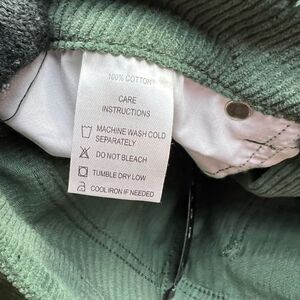 100% COTTON
CARE
INSTRUCTIONS
MACHINE WASH COLD
SEPARATELY
DO NOT BLEACH
TUMBLE DRY LOW
COOL IRON IF NEEDED